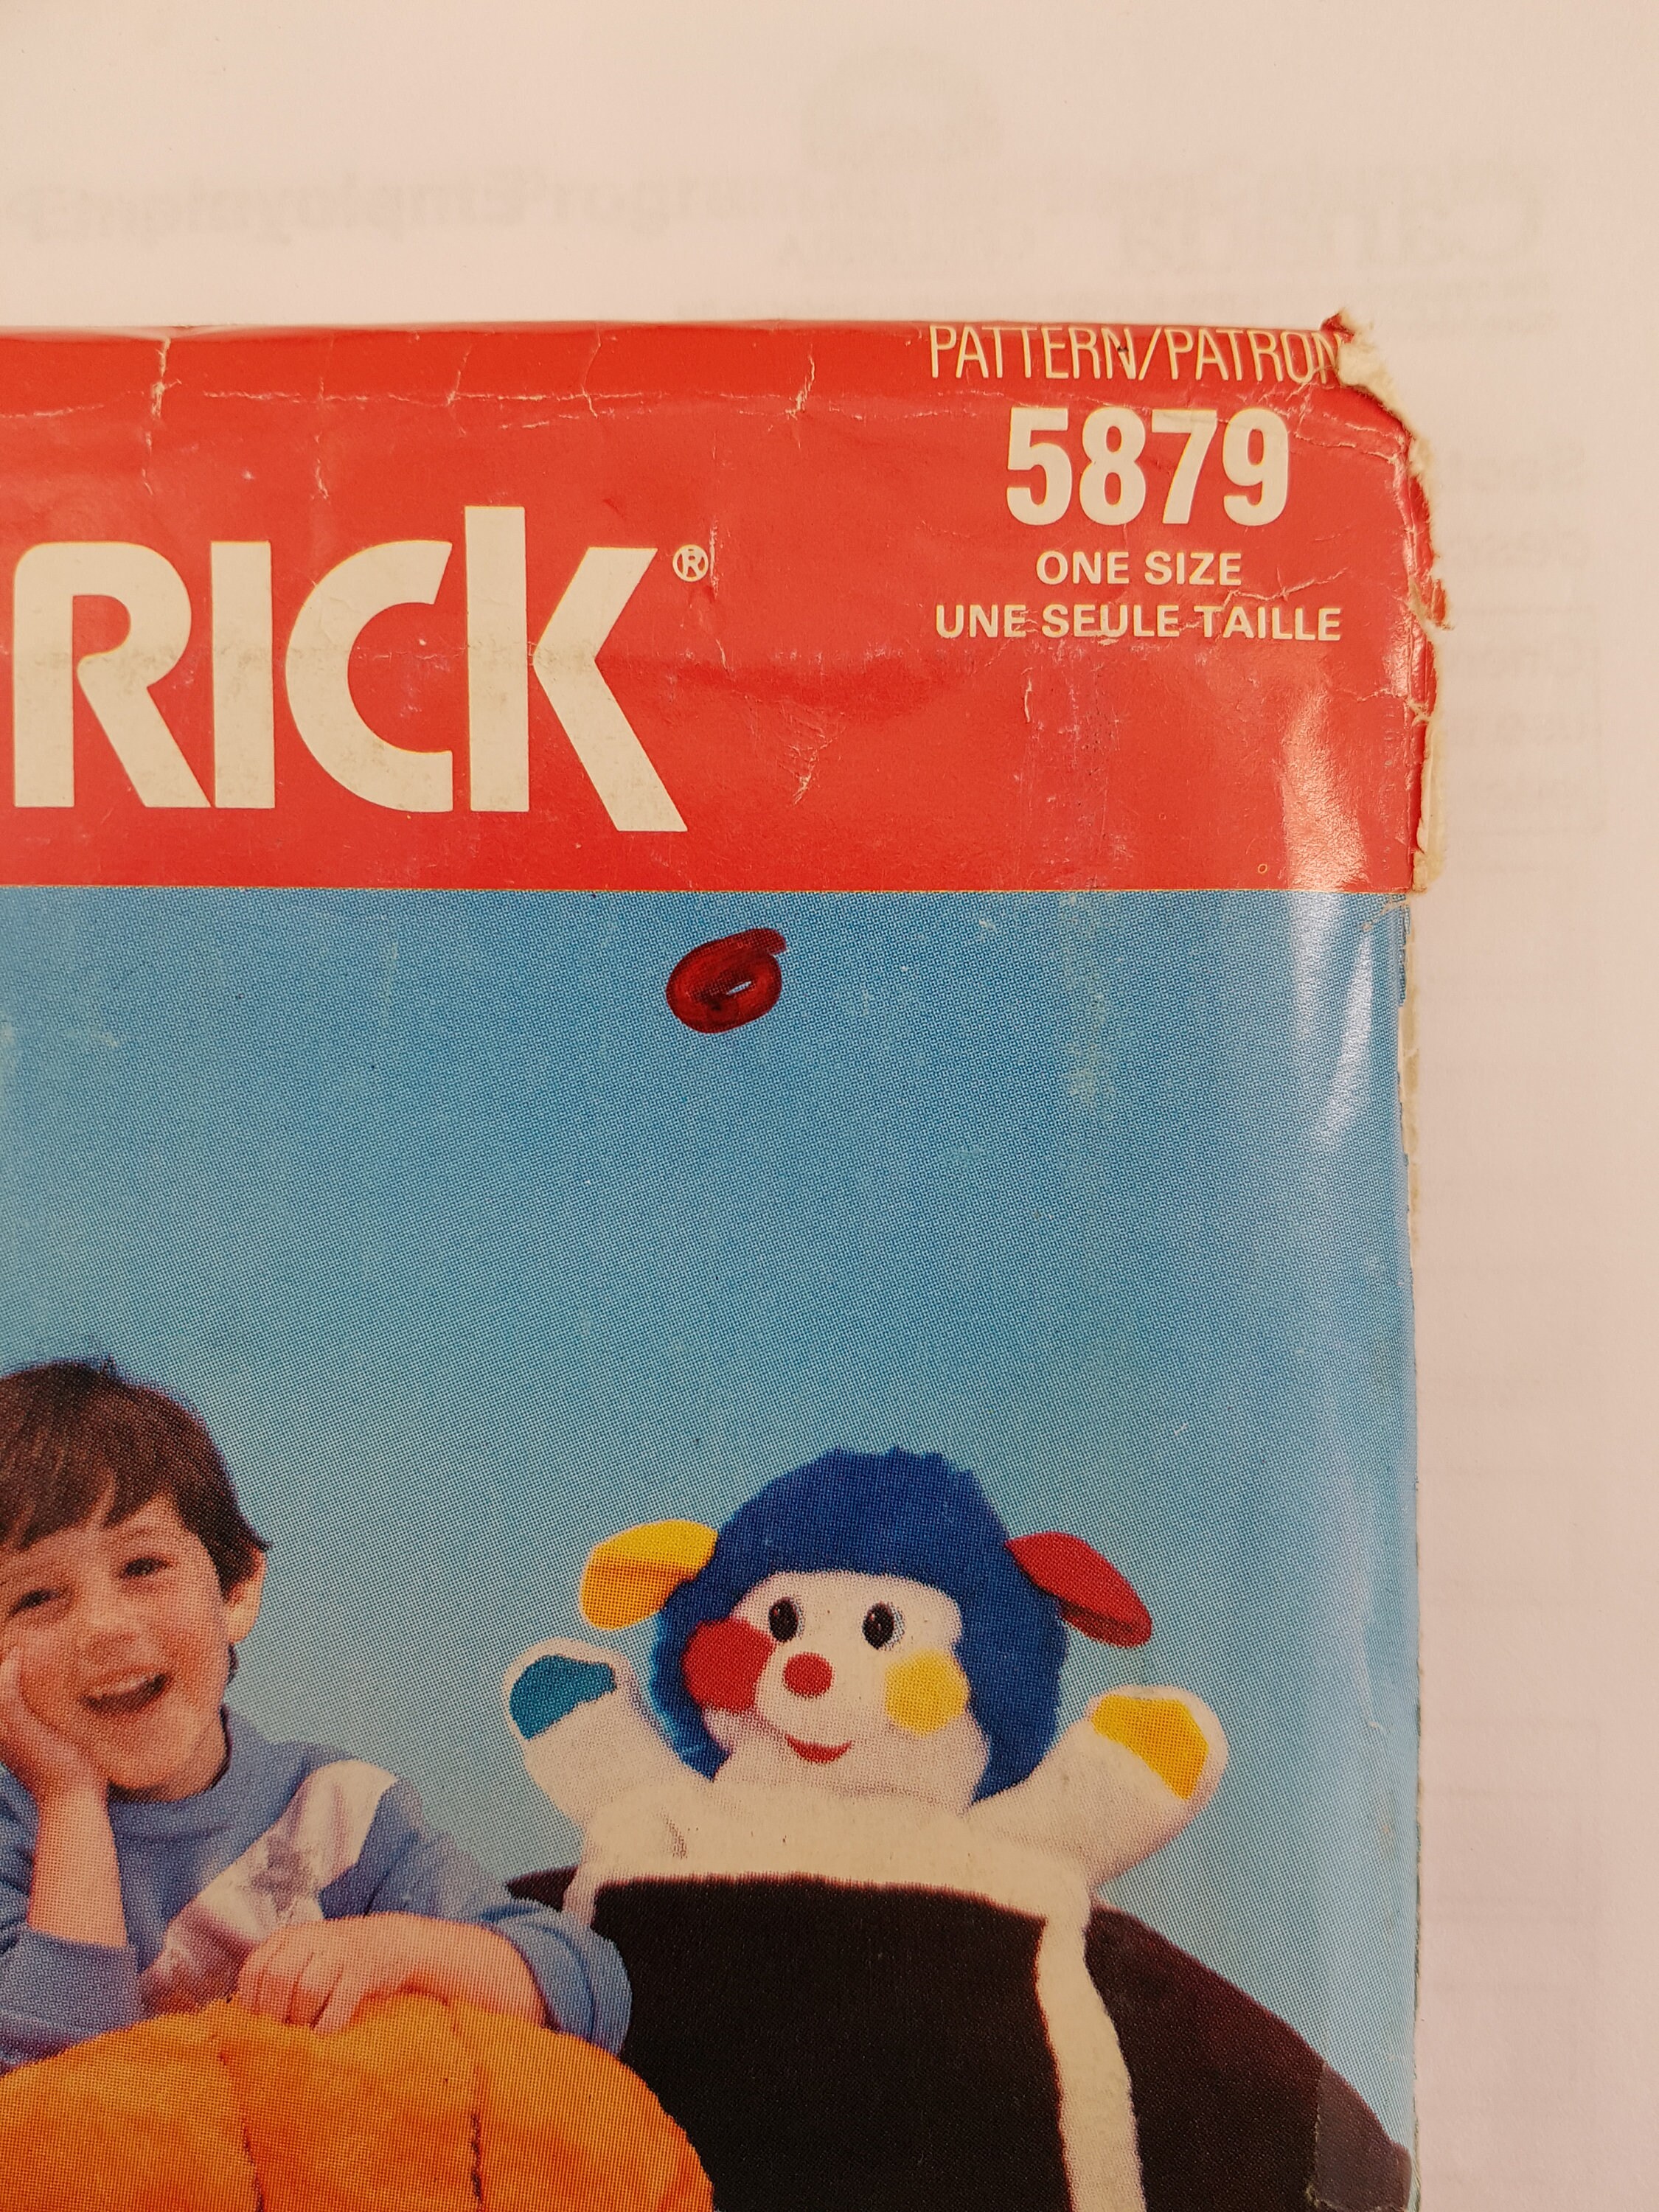 PATTERN/PATRON
5879
ONE SIZE
UNE SEULE TAILLE
RICK®